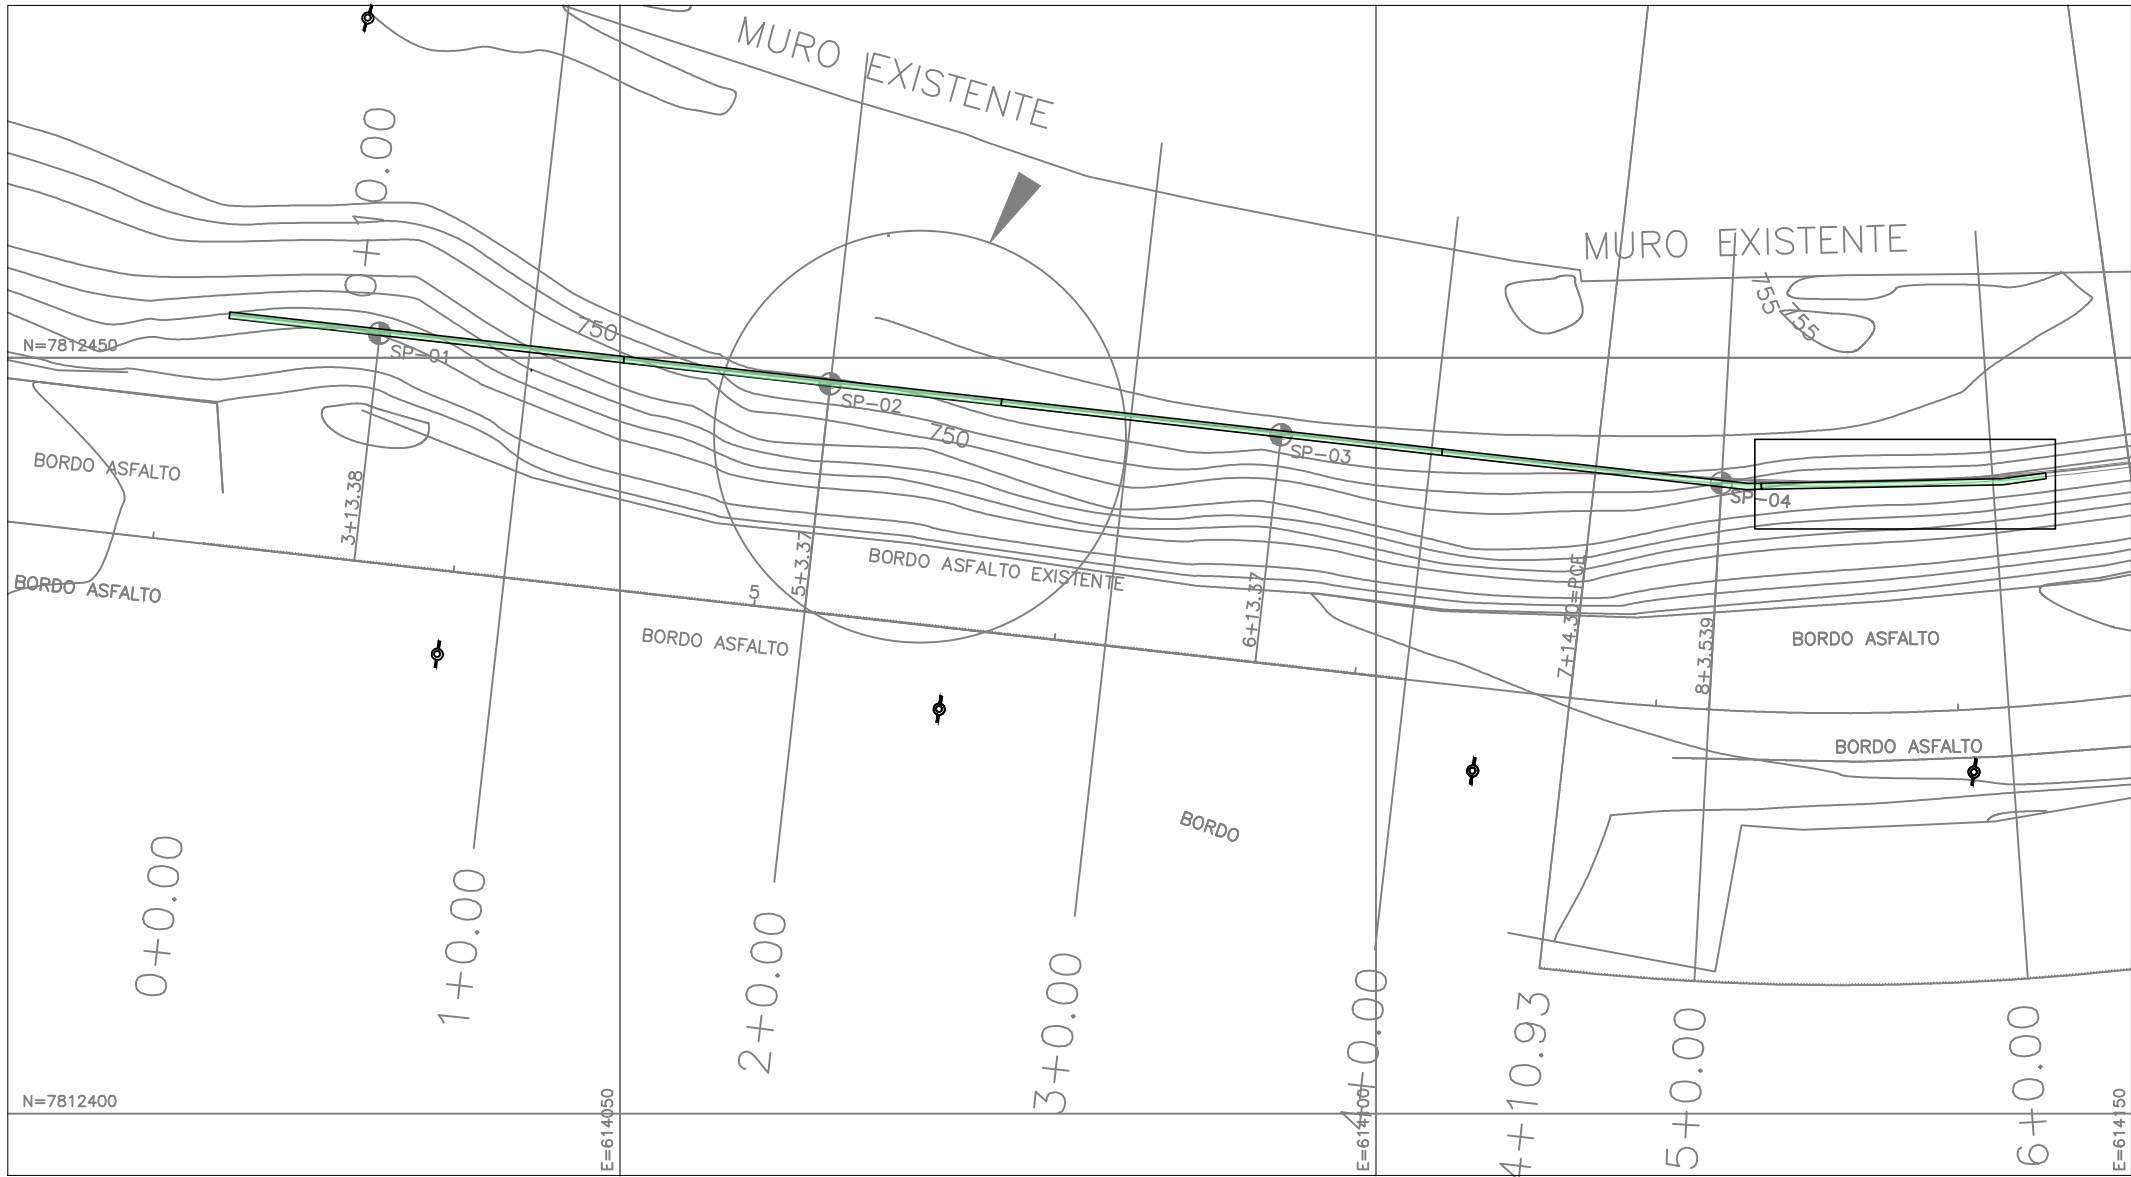 MURO EXISTENTE
MURO EXISTENTE
0+10.00
755
755
750
N=7812450
SP-01
SP-02
750
SP-03
SP-04
BORDO ASFALTO
3+13.38
5+3.37
BORDO ASFALTO EXISTENTE
7+14.30=PCE
BORDO ASFALTO
5
6+13.37
8+3.539
BORDO ASFALTO
BORDO ASFALTO
BORDO ASFALTO
BORDO
0+0.00
1+0.00
2+0.00
3+0.00
4+0.00
4+10.93
5+0.00
6+0.00
N=7812400
E=614050
E=614100
E=614150